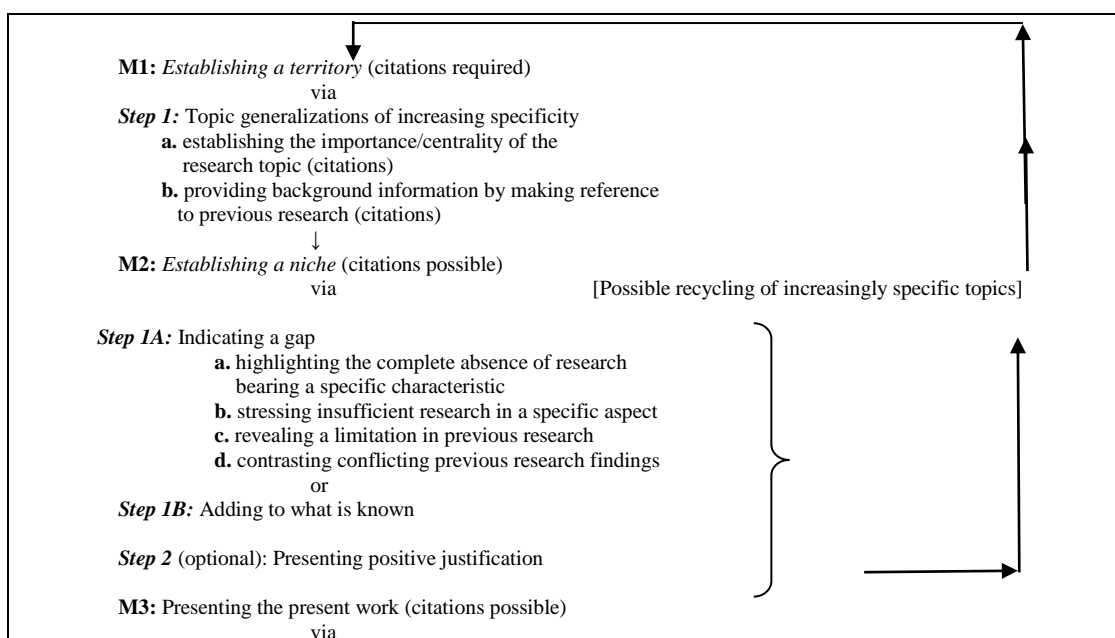 M1: Establishing a territory (citations required)
via
Step 1: Topic generalizations of increasing specificity
a. establishing the importance/centrality of the
research topic (citations)
b. providing background information by making reference
to previous research (citations)
↓
M2: Establishing a niche (citations possible)
via
[Possible recycling of increasingly specific topics]
Step 1A: Indicating a gap
a. highlighting the complete absence of research
bearing a specific characteristic
b. stressing insufficient research in a specific aspect
c. revealing a limitation in previous research
d. contrasting conflicting previous research findings
or
Step 1B: Adding to what is known
Step 2 (optional): Presenting positive justification
M3: Presenting the present work (citations possible)
via